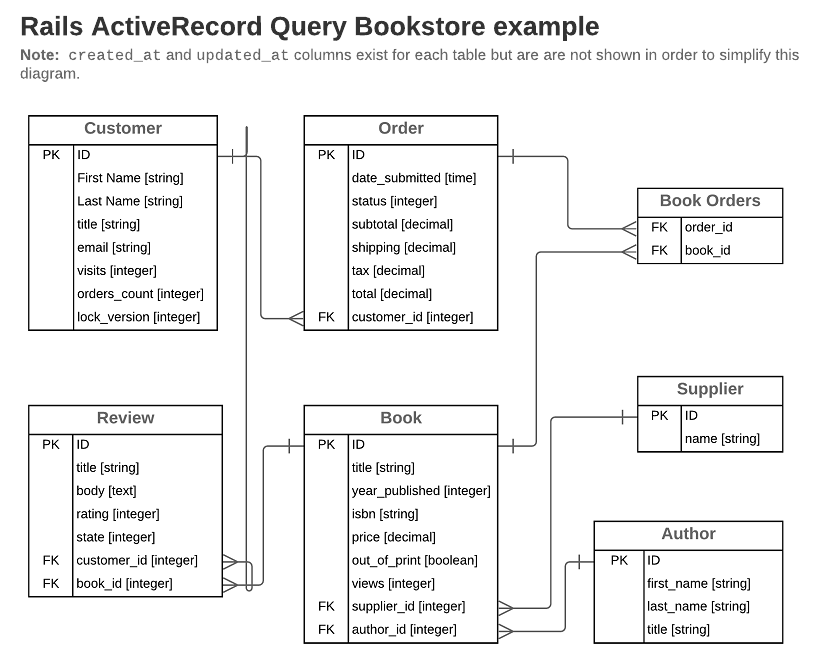 Rails ActiveRecord Query Bookstore example
Note: created_at and updated_at columns exist for each table but are are not shown in order to simplify this
diagram.
Customer
PK ID
First Name [string]
Last Name [string]
title [string]
email [string]
visits [integer]
orders_count [integer]
lock_version [integer]
Order
PK ID
date_submitted [time]
status [integer]
subtotal [decimal]
shipping [decimal]
tax [decimal]
total [decimal]
FK customer_id [integer]
Book Orders
FK order_id
FK book_id
Review
PK ID
title [string]
body [text]
rating [integer]
state [integer]
FK customer_id [integer]
FK book_id [integer]
Book
PK ID
title [string]
year_published [integer]
isbn [string]
price [decimal]
out_of_print [boolean]
views [integer]
FK supplier_id [integer]
FK author_id [integer]
Supplier
PK ID
name [string]
Author
PK ID
first_name [string]
last_name [string]
title [string]